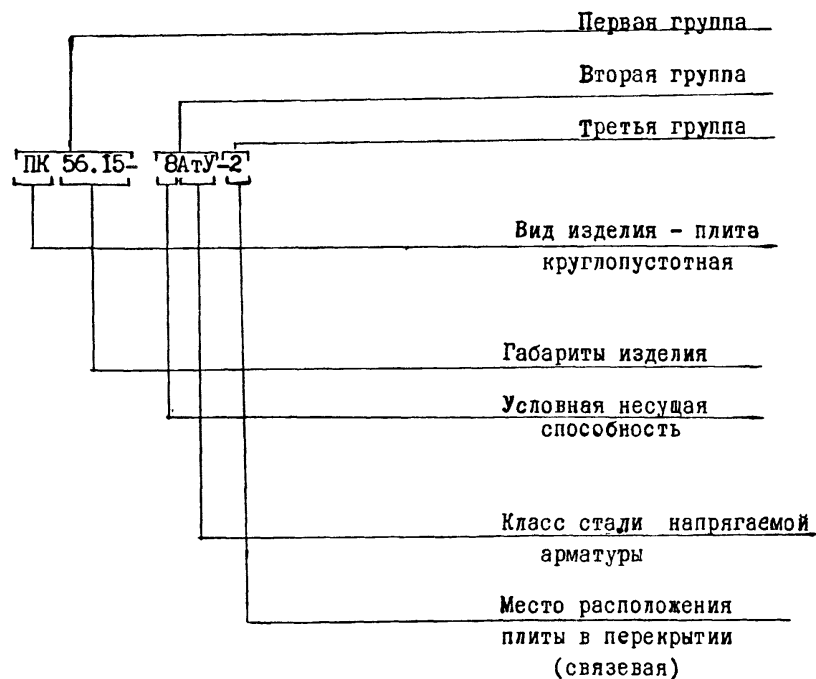 Первая группа
Вторая группа
Третья группа
ПК 56.15- 8АтУ-2
Вид изделия - плита
круглопустотная
Габариты изделия
Условная несущая
способность
Класс стали напрягаемой
арматуры
Место расположения
плиты в перекрытии
(связевая)